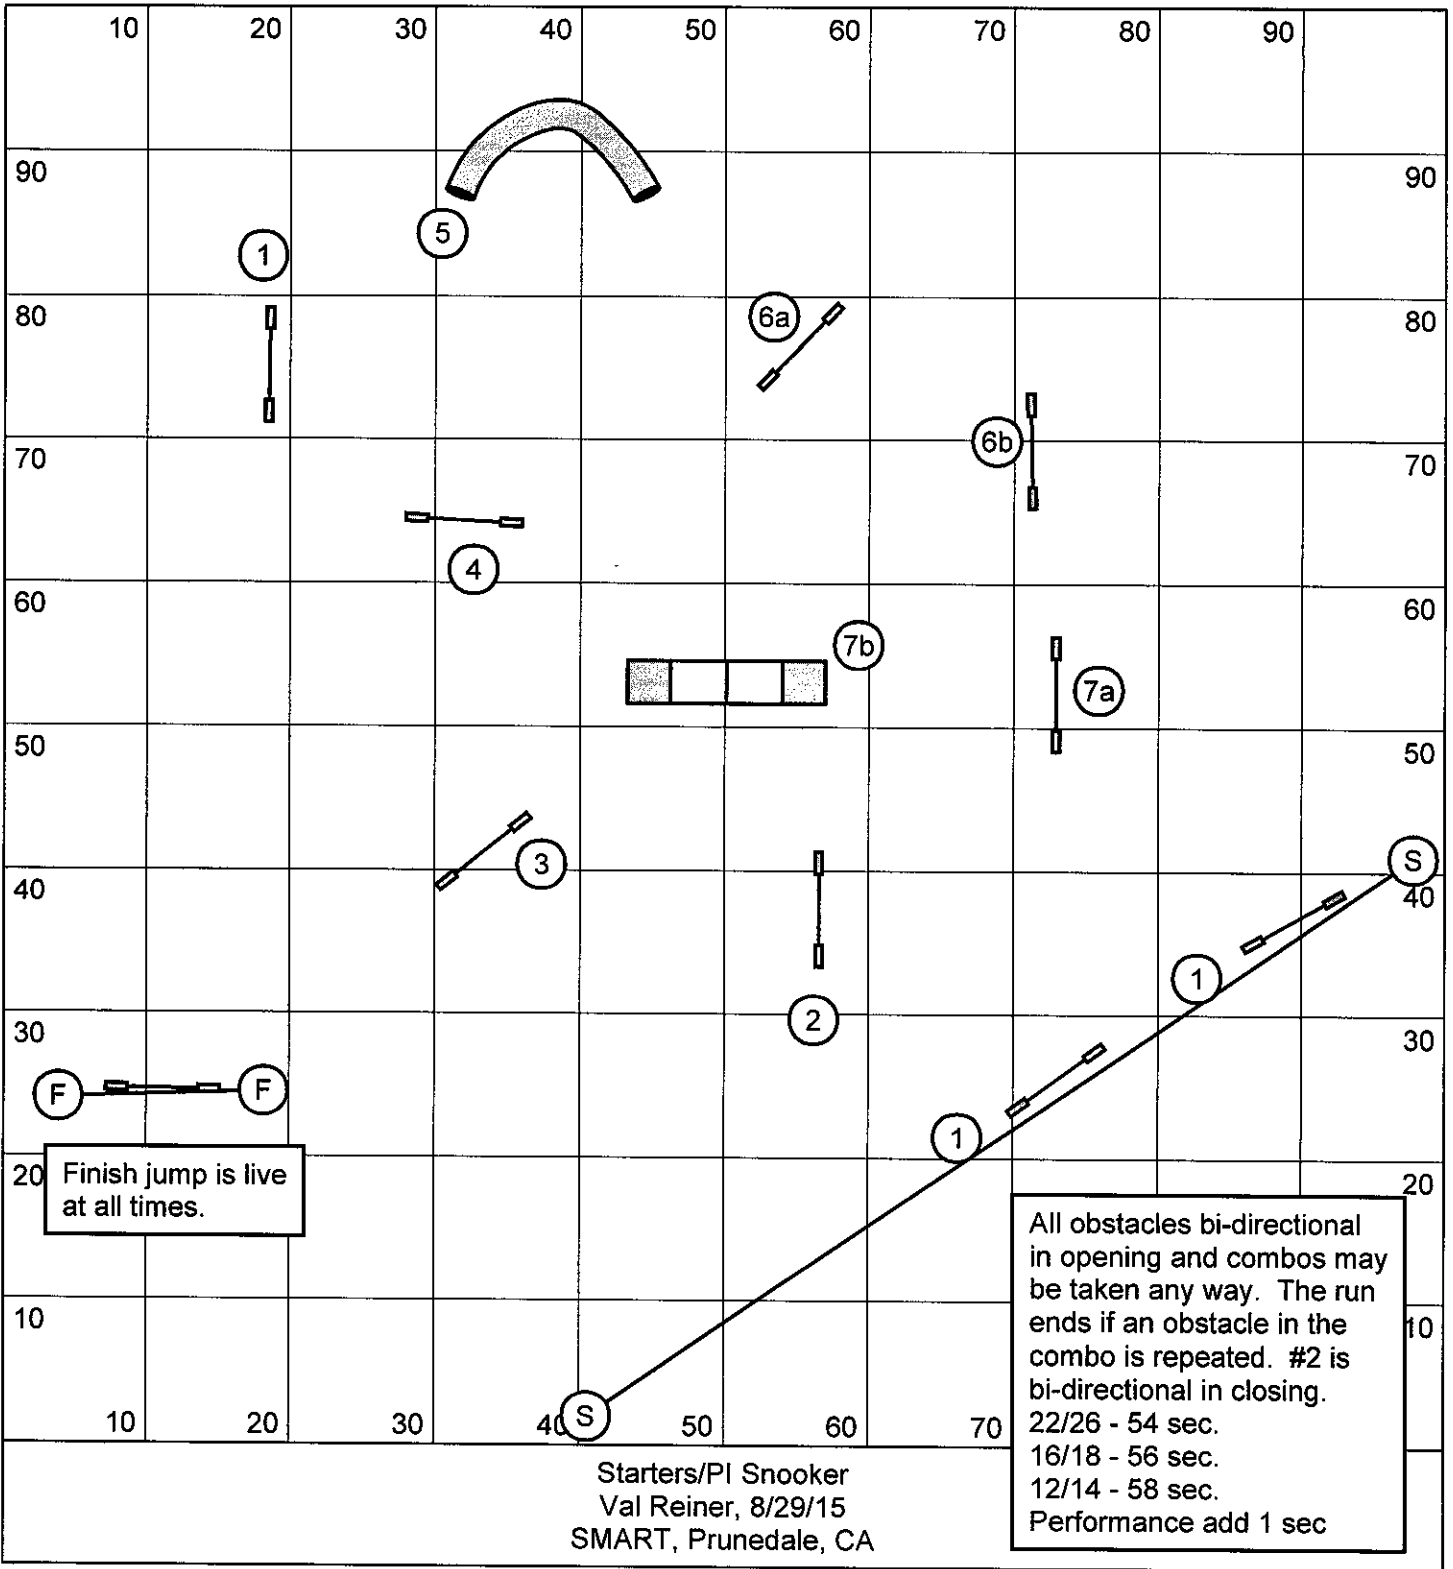 10 20 30 40 50 60 70 80 90
90 90
5
1
80 80
6a
70 6b 70
4
60 60
7b
7a
50 50
3
S
40 40
1
2
30 30
F F
1
20 20
Finish jump is live
at all times.
All obstacles bi-directional
in opening and combos may
be taken any way. The run
ends if an obstacle in the
combo is repeated. #2 is
bi-directional in closing.
22/26 - 54 sec.
16/18 - 56 sec.
12/14 - 58 sec.
Performance add 1 sec
10 10
10 20 30 40 S 50 60 70
Starters/PI Snooker
Val Reiner, 8/29/15
SMART, Prunedale, CA